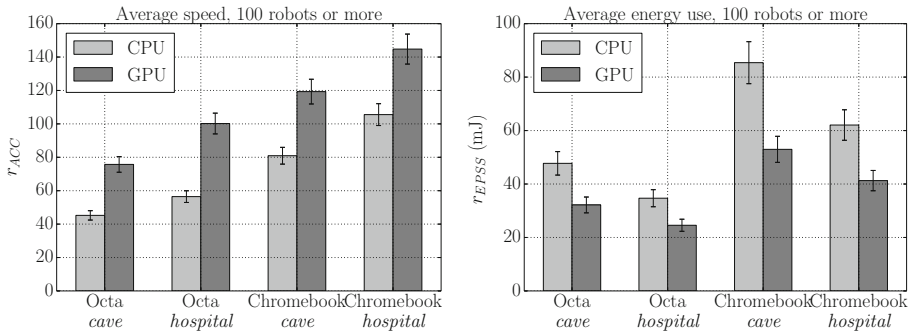 Average speed, 100 robots or more
160
140
120
100
80
60
40
20
0
r_ACC
CPU
GPU
Octa cave
Octa hospital
Chromebook cave
Chromebook hospital
Average energy use, 100 robots or more
100
80
60
40
20
0
r_EPSS (mJ)
CPU
GPU
Octa cave
Octa hospital
Chromebook cave
Chromebook hospital